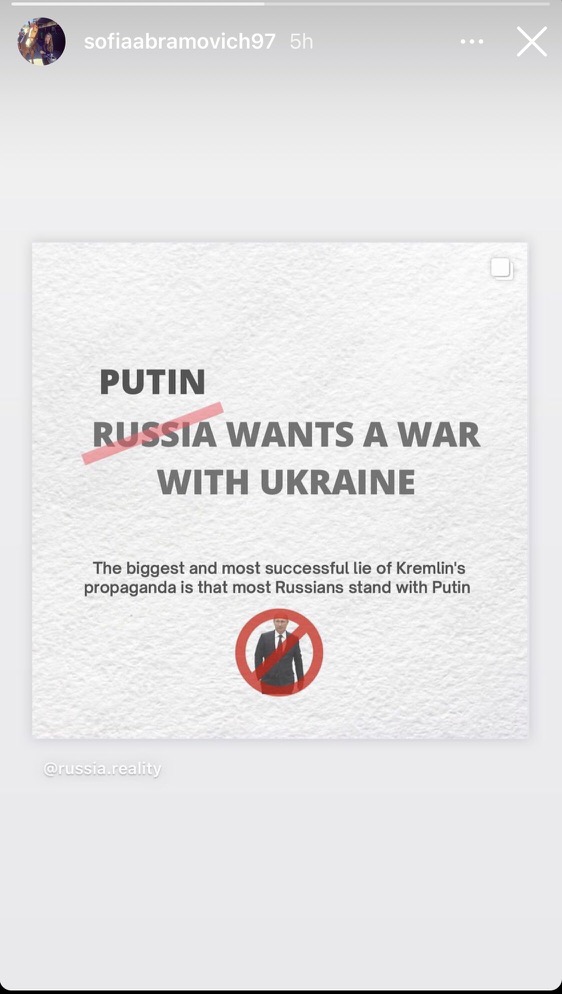 sofiaabramovich97 5h
PUTIN
RUSSIA WANTS A WAR
WITH UKRAINE
The biggest and most successful lie of Kremlin's
propaganda is that most Russians stand with Putin
@russia.reality